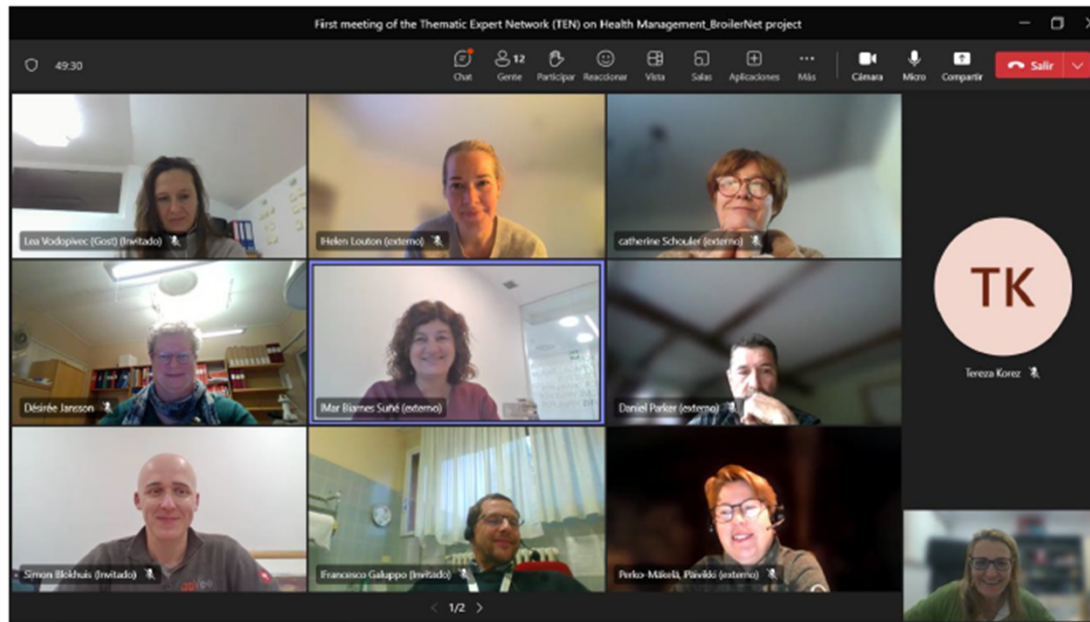 First meeting of the Thematic Expert Network (TEN) on Health Management_BroilerNet project
49:30
12
Chat Gente Participar Reaccionar Vista Salas Aplicaciones Más Cámara Micro Compartir Salir
Lea Vodopivec (Gost) (Invitado)
Helen Louton (externo)
catherine Schouler (externo)
Désirée Jansson
Mar Biarnes Suñé (externo)
Daniel Parker (externo)
TK
Tereza Korez
Simon Blokhuis (Invitado)
Francesco Galuppo (Invitado)
Perko-Mäkelä, Päivikki (externo)
1/2